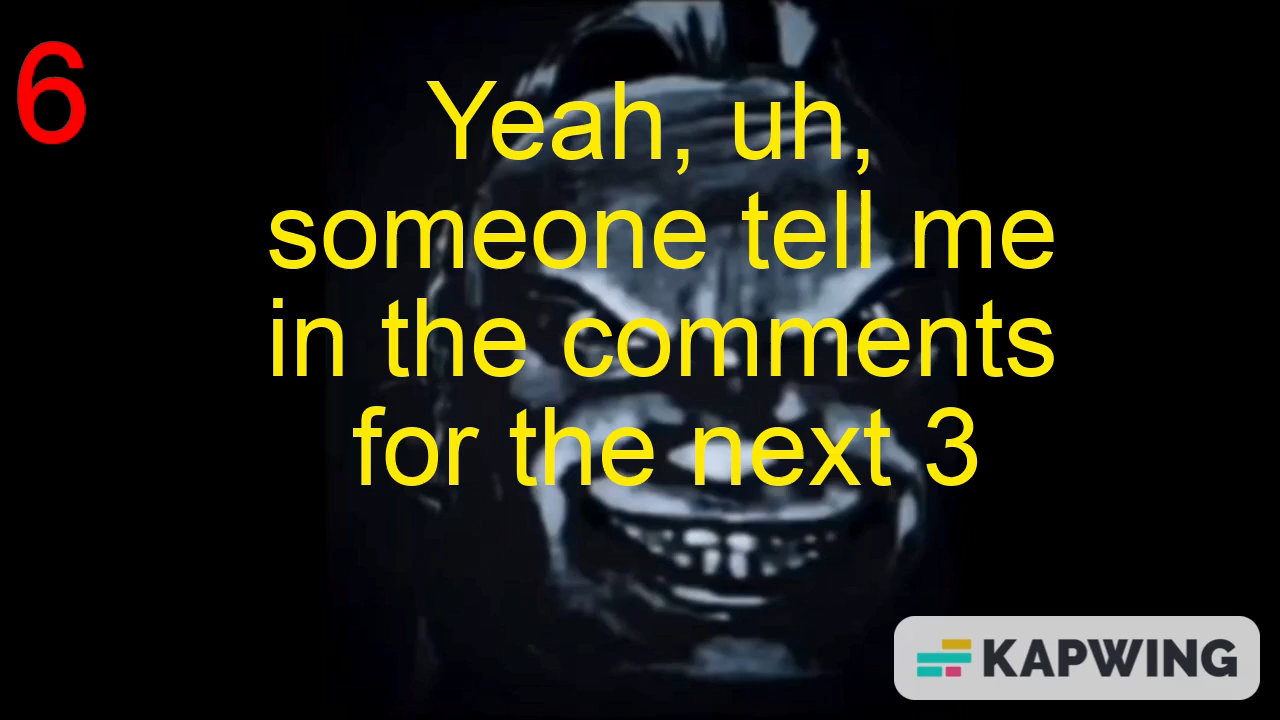 6
Yeah, uh,
someone tell me
in the comments
for the next 3
KAPWING